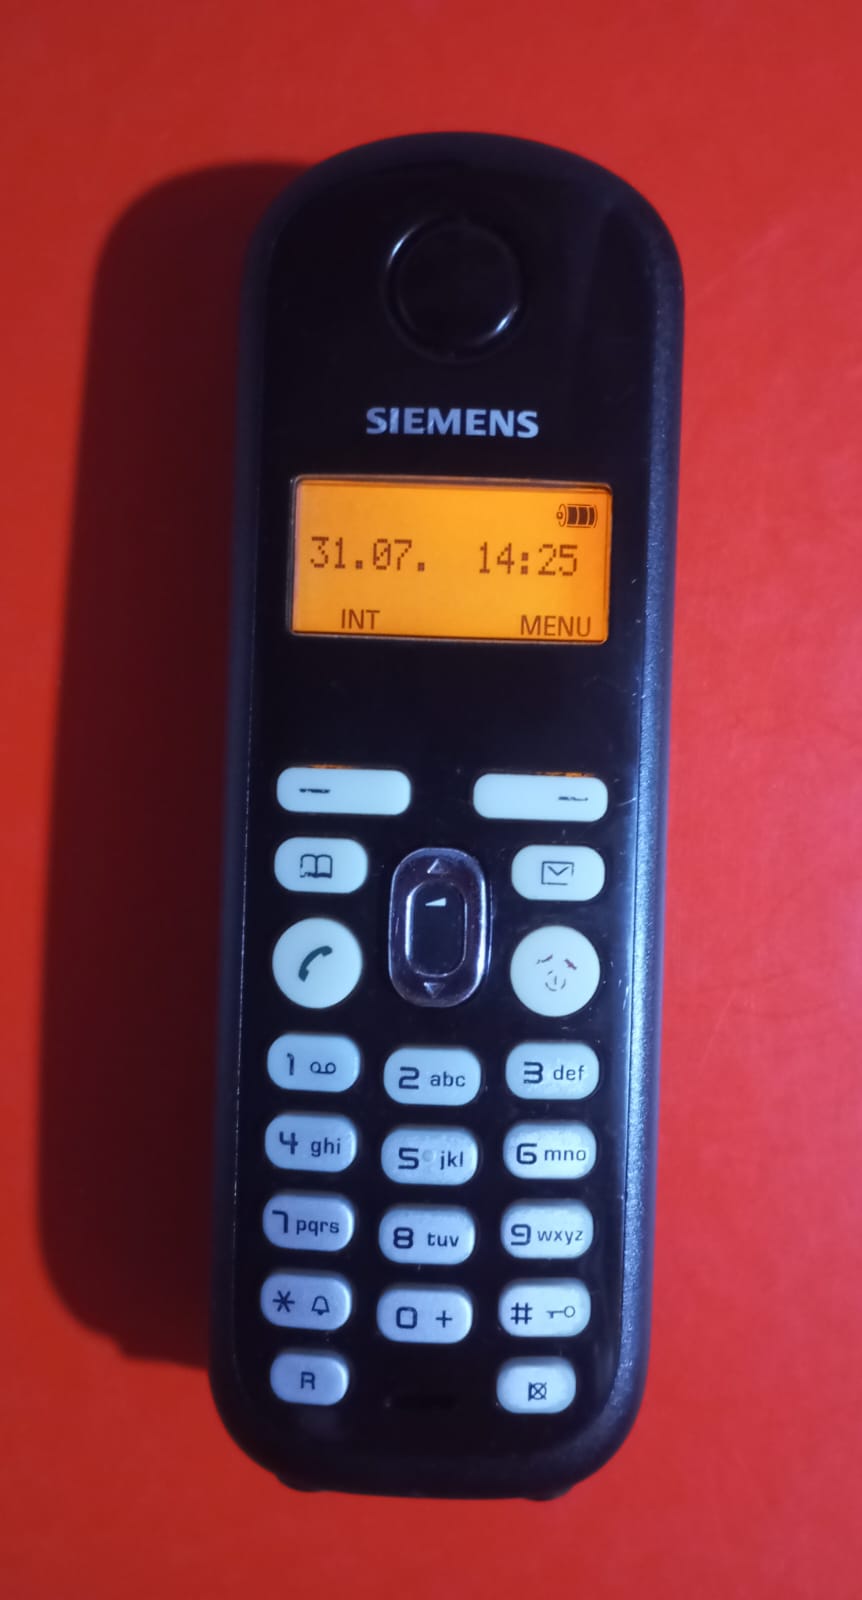 SIEMENS
31.07. 14:25
INT MENU
1
2 abc
3 def
4 ghi
5 jkl
6 mno
7 pqrs
8 tuv
9 wxyz
*
0 +
#
R